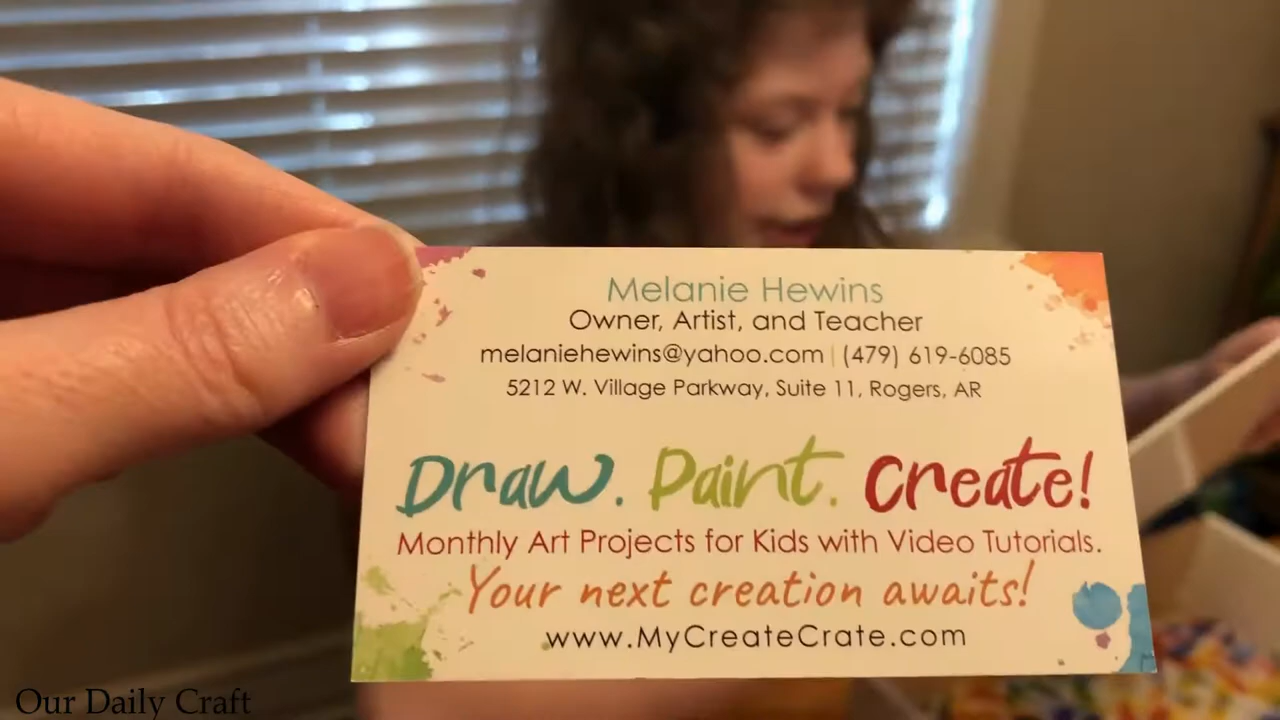 Melanie Hewins
Owner, Artist, and Teacher
melaniehewins@yahoo.com | (479) 619-6085
5212 W. Village Parkway, Suite 11, Rogers, AR
Draw. Paint. Create!
Monthly Art Projects for Kids with Video Tutorials.
Your next creation awaits!
www.MyCreateCrate.com
Our Daily Craft